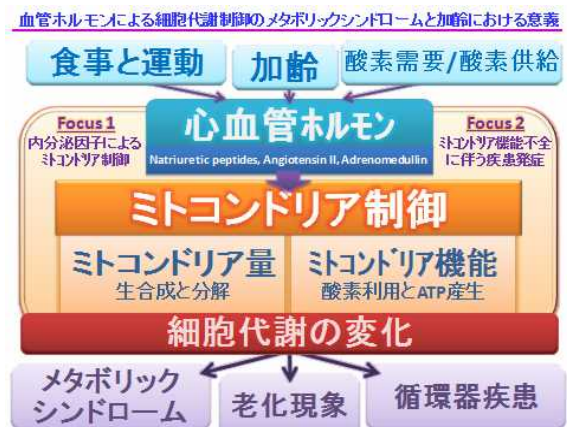 血管ホルモンによる細胞代謝制御のメタボリックシンドロームと加齢における意義
食事と運動
加齢
酸素需要/酸素供給
Focus 1
内分泌因子による
ミトコンドリア制御
心血管ホルモン
Natriuretic peptides, Angiotensin II, Adrenomedullin
Focus 2
ミトコンドリア機能不全
に伴う疾患発症
ミトコンドリア制御
ミトコンドリア量
生合成と分解
ミトコンドリア機能
酸素利用とATP産生
細胞代謝の変化
メタボリック
シンドローム
老化現象
循環器疾患